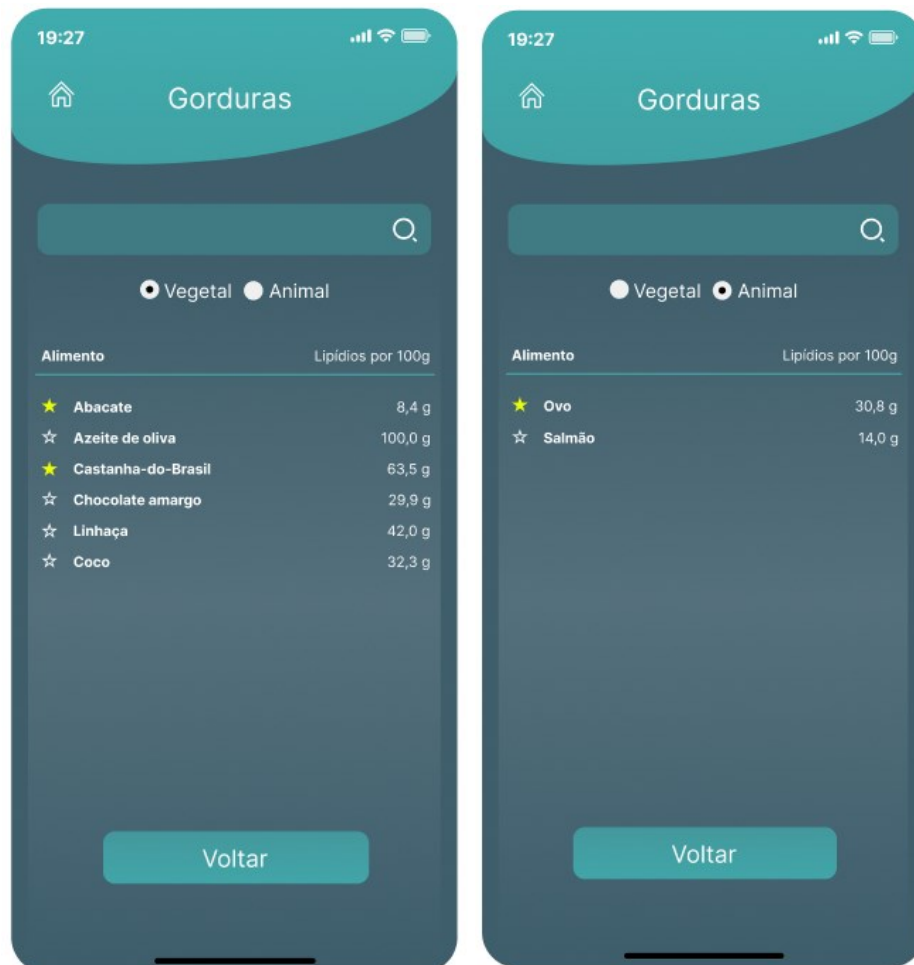 19:27
Gorduras
Vegetal Animal
Alimento Lipídios por 100g
Abacate 8,4 g
Azeite de oliva 100,0 g
Castanha-do-Brasil 63,5 g
Chocolate amargo 29,9 g
Linhaça 42,0 g
Coco 32,3 g
Voltar
19:27
Gorduras
Vegetal Animal
Alimento Lipídios por 100g
Ovo 30,8 g
Salmão 14,0 g
Voltar